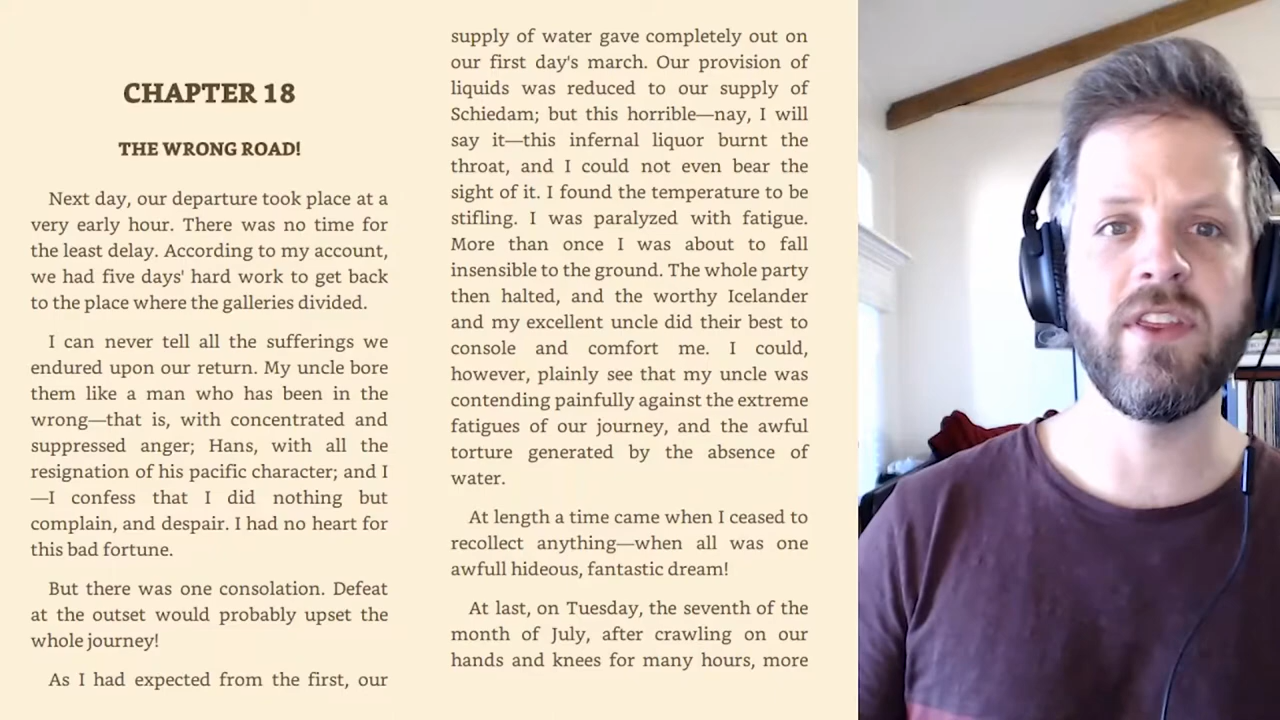 CHAPTER 18
THE WRONG ROAD!
Next day, our departure took place at a
very early hour. There was no time for
the least delay. According to my account,
we had five days' hard work to get back
to the place where the galleries divided.
I can never tell all the sufferings we
endured upon our return. My uncle bore
them like a man who has been in the
wrong—that is, with concentrated and
suppressed anger; Hans, with all the
resignation of his pacific character; and I
—I confess that I did nothing but
complain, and despair. I had no heart for
this bad fortune.
But there was one consolation. Defeat
at the outset would probably upset the
whole journey!
As I had expected from the first, our
supply of water gave completely out on
our first day's march. Our provision of
liquids was reduced to our supply of
Schiedam; but this horrible—nay, I will
say it—this infernal liquor burnt the
throat, and I could not even bear the
sight of it. I found the temperature to be
stifling. I was paralyzed with fatigue.
More than once I was about to fall
insensible to the ground. The whole party
then halted, and the worthy Icelander
and my excellent uncle did their best to
console and comfort me. I could,
however, plainly see that my uncle was
contending painfully against the extreme
fatigues of our journey, and the awful
torture generated by the absence of
water.
At length a time came when I ceased to
recollect anything—when all was one
awfull hideous, fantastic dream!
At last, on Tuesday, the seventh of the
month of July, after crawling on our
hands and knees for many hours, more